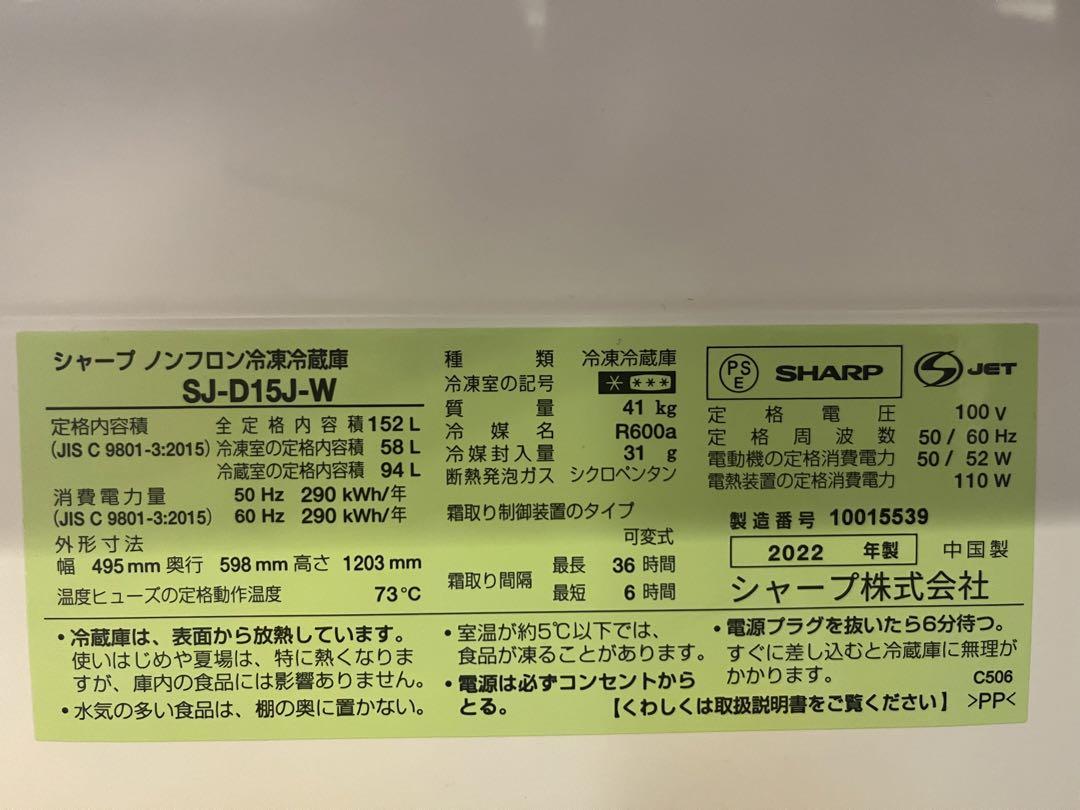 シャープ ノンフロン冷凍冷蔵庫
SJ-D15J-W
定格内容積 全定格内容積 152 L
(JIS C 9801-3:2015) 冷凍室の定格内容積 58 L
冷蔵室の定格内容積 94 L
消費電力量 50 Hz 290 kWh/年
(JIS C 9801-3:2015) 60 Hz 290 kWh/年
外形寸法
幅 495 mm 奥行 598 mm 高さ 1203 mm
温度ヒューズの定格動作温度 73℃
種類 冷凍冷蔵庫
冷凍室の記号 * ***
質量 41 kg
冷媒名 R600a
冷媒封入量 31 g
断熱発泡ガス シクロペンタン
霜取り制御装置のタイプ
可変式
霜取り間隔 最長 36 時間
最短 6 時間
PSE SHARP S JET
定格電圧 100 V
定格周波数 50 / 60 Hz
電動機の定格消費電力 50 / 52 W
電熱装置の定格消費電力 110 W
製造番号 10015539
2022 年製 中国製
シャープ株式会社
・冷蔵庫は、表面から放熱しています。
使いはじめや夏場は、特に熱くなりま
すが、庫内の食品には影響ありません。
・水気の多い食品は、棚の奥に置かない。
・室温が約5℃以下では、
食品が凍ることがあります。
・電源は必ずコンセントから
とる。
・電源プラグを抜いたら6分待つ。
すぐに差し込むと冷蔵庫に無理が
かかります。
C506
【くわしくは取扱説明書をご覧ください】 >PP<